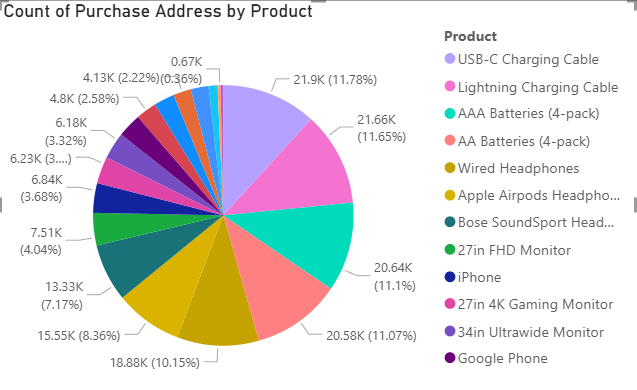 Count of Purchase Address by Product
Product
USB-C Charging Cable
Lightning Charging Cable
AAA Batteries (4-pack)
AA Batteries (4-pack)
Wired Headphones
Apple Airpods Headpho...
Bose SoundSport Head...
27in FHD Monitor
iPhone
27in 4K Gaming Monitor
34in Ultrawide Monitor
Google Phone
21.9K (11.78%)
21.66K
(11.65%)
20.64K
(11.1%)
20.58K (11.07%)
18.88K (10.15%)
15.55K (8.36%)
13.33K
(7.17%)
7.51K
(4.04%)
6.84K
(3.68%)
6.23K (3....)
6.18K
(3.32%)
4.8K (2.58%)
4.13K (2.22%)
0.67K
(0.36%)